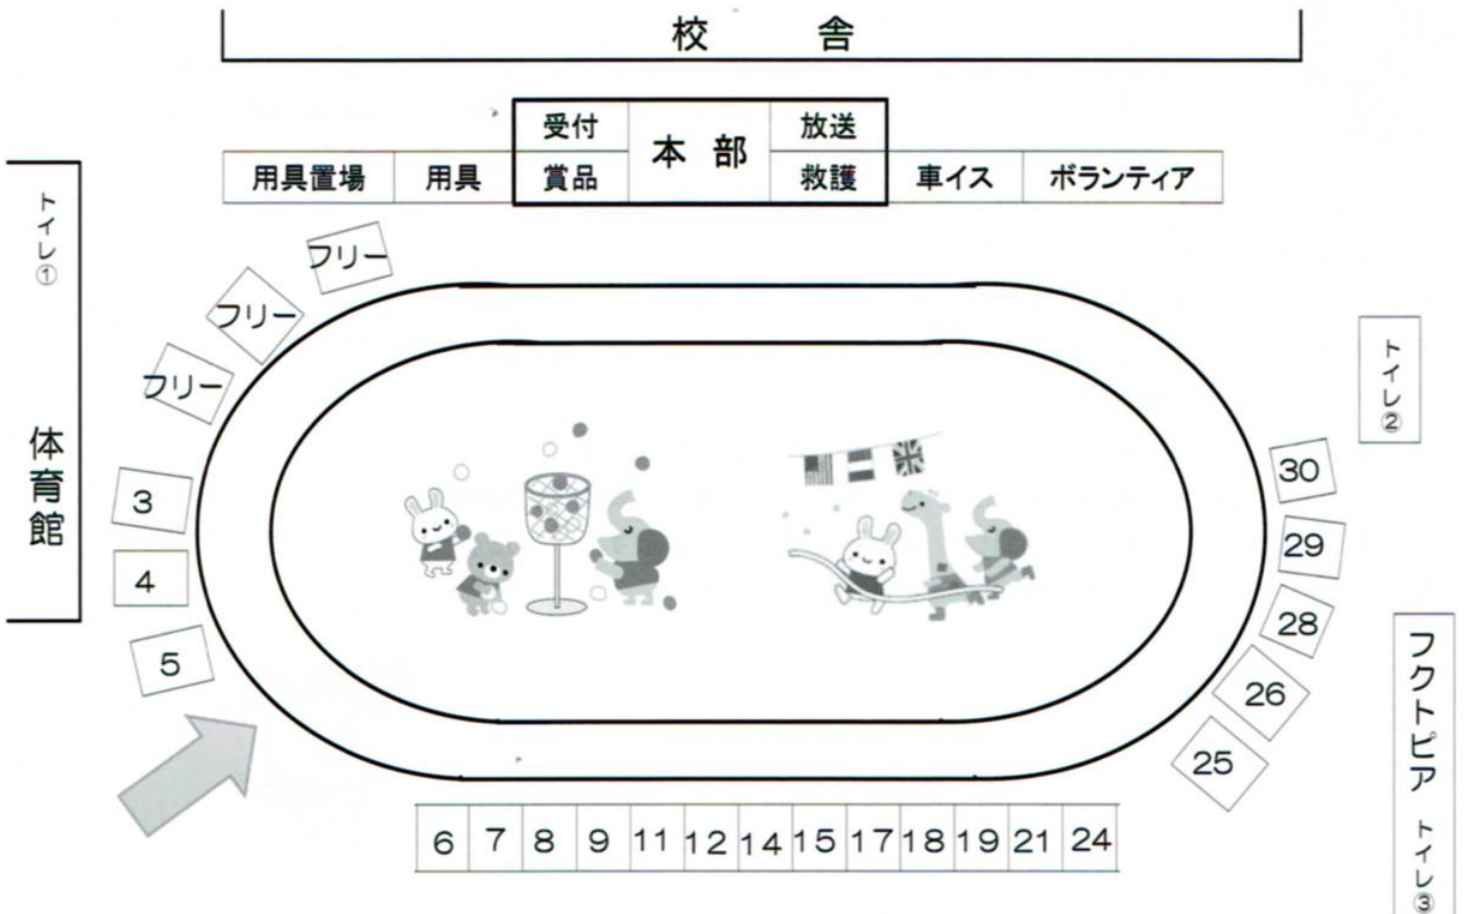 校　舎
受付
本部
放送
用具置場
用具
賞品
救護
車イス
ボランティア
トイレ①
体育館
フリー
フリー
フリー
3
4
5
トイレ②
30
29
28
26
25
フクトピア トイレ③
6 7 8 9 11 12 14 15 17 18 19 21 24